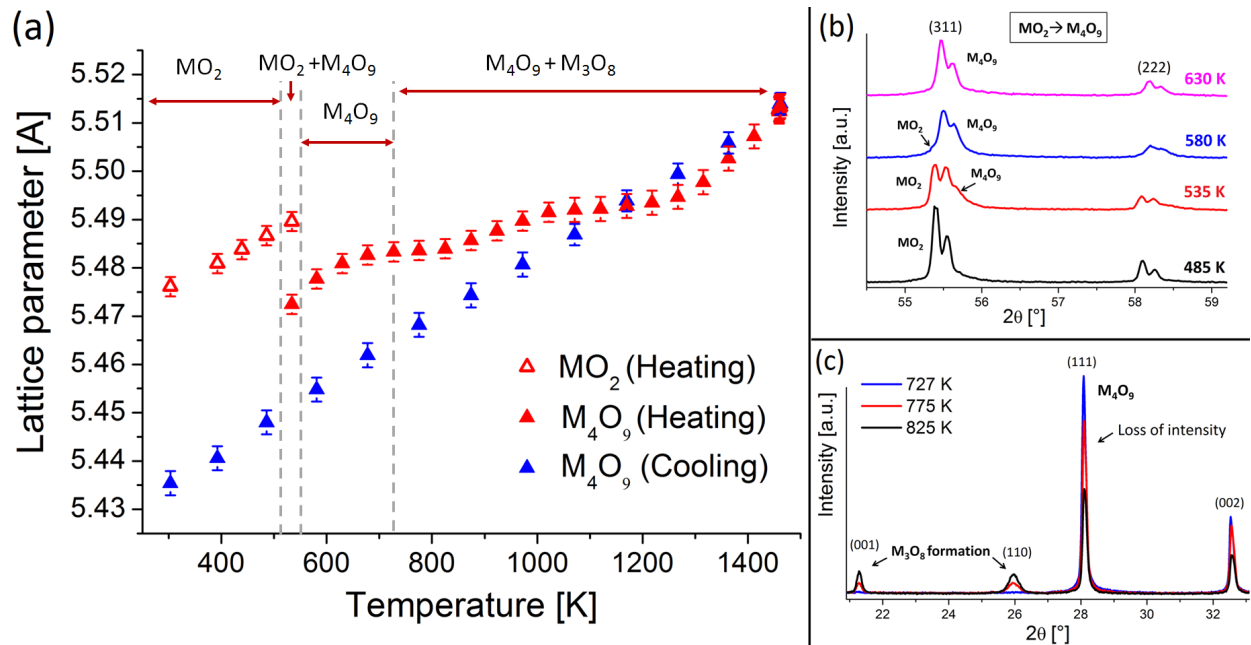 (a)
MO₂
MO₂ +M₄O₉
M₄O₉
M₄O₉ + M₃O₈
Lattice parameter [A]
5.52
5.51
5.50
5.49
5.48
5.47
5.46
5.45
5.44
5.43
MO₂ (Heating)
M₄O₉ (Heating)
M₄O₉ (Cooling)
400
600
800
1000
1200
1400
Temperature [K]
(b)
MO₂→ M₄O₉
(311)
(222)
M₄O₉
630 K
MO₂
M₄O₉
580 K
MO₂
M₄O₉
535 K
MO₂
485 K
Intensity [a.u.]
55
56
57
58
59
2θ [°]
(c)
727 K
775 K
825 K
(111)
M₄O₉
Loss of intensity
(001)
M₃O₈ formation
(110)
(002)
Intensity [a.u.]
22
24
26
28
30
32
2θ [°]